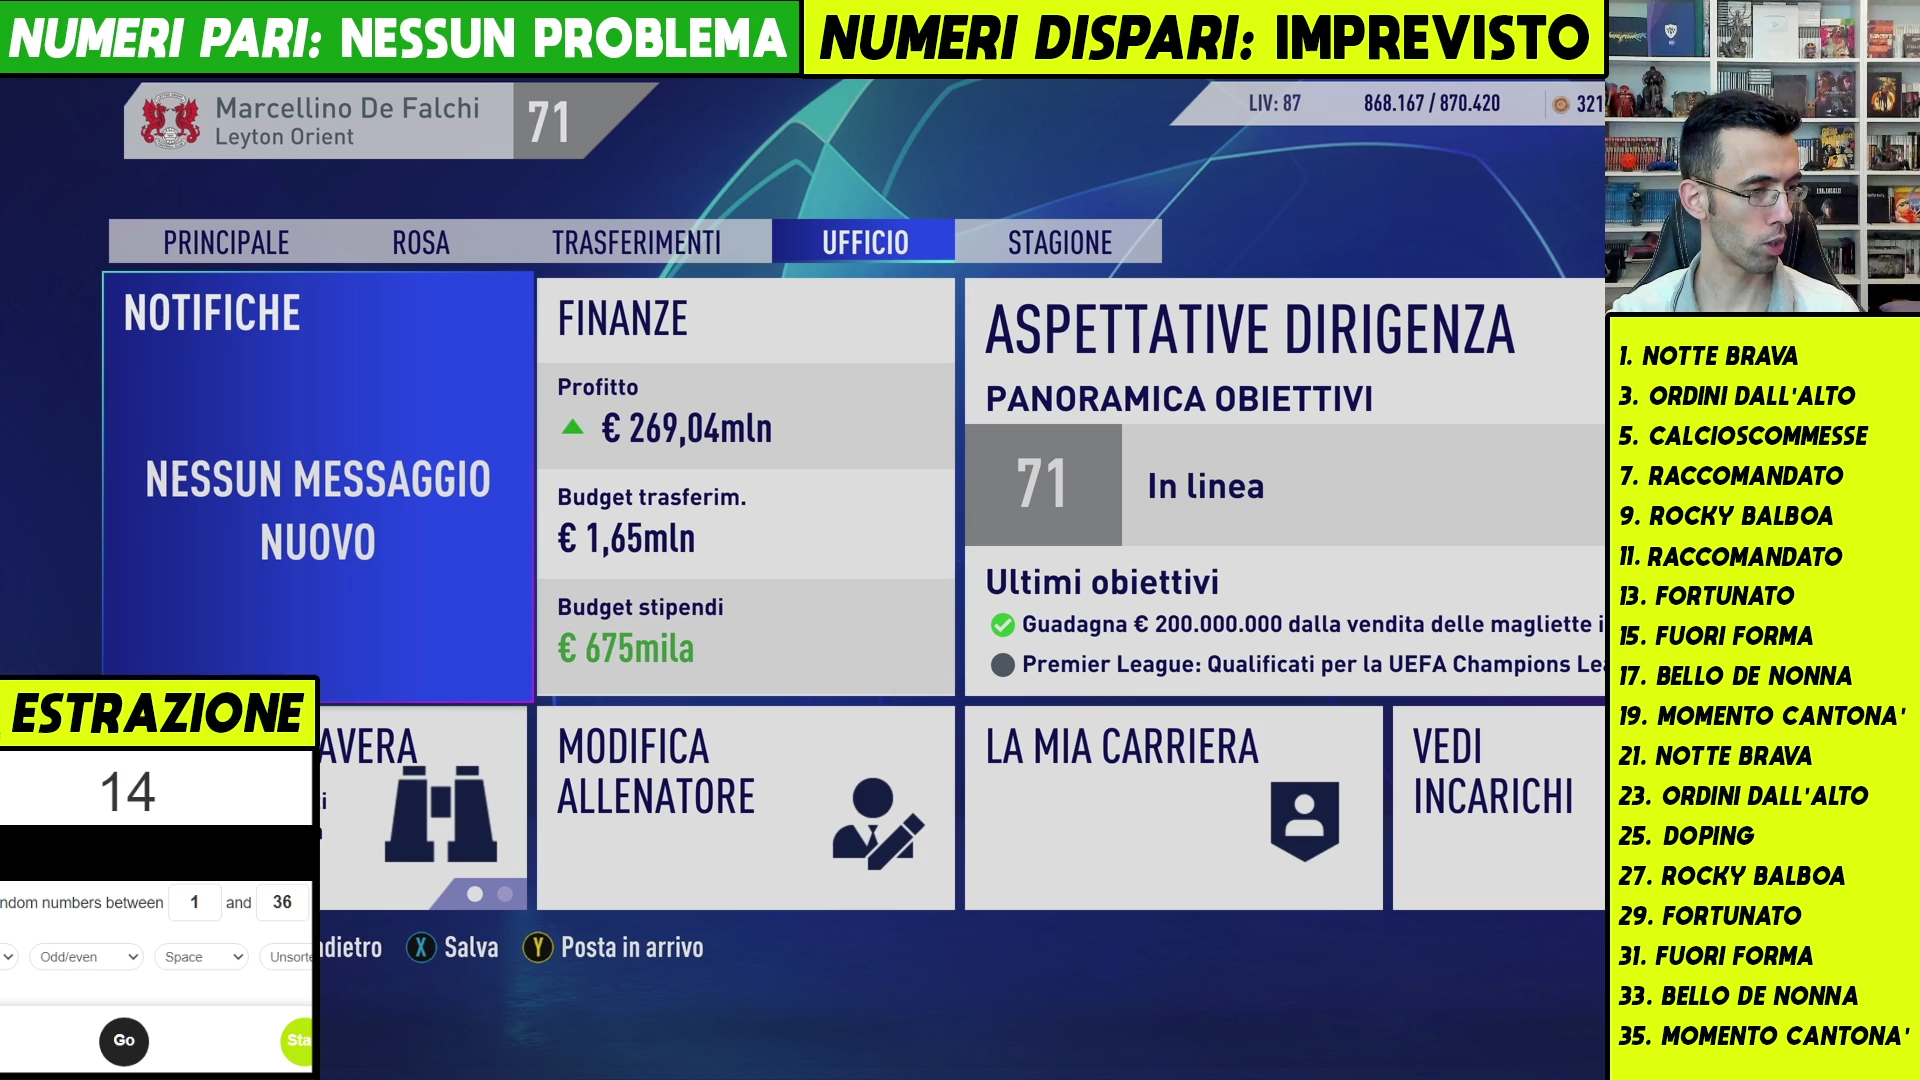 NUMERI PARI: NESSUN PROBLEMA
NUMERI DISPARI: IMPREVISTO
Marcellino De Falchi
Leyton Orient
71
LIV: 87
868.167 / 870.420
321
PRINCIPALE
ROSA
TRASFERIMENTI
UFFICIO
STAGIONE
NOTIFICHE
NESSUN MESSAGGIO
NUOVO
FINANZE
Profitto
€ 269,04mln
Budget trasferim.
€ 1,65mln
Budget stipendi
€ 675mila
ASPETTATIVE DIRIGENZA
PANORAMICA OBIETTIVI
71
In linea
Ultimi obiettivi
Guadagna € 200.000.000 dalla vendita delle magliette i
Premier League: Qualificati per la UEFA Champions Lea
AVERA
MODIFICA
ALLENATORE
LA MIA CARRIERA
VEDI
INCARICHI
ndietro
X Salva
Y Posta in arrivo
ESTRAZIONE
14
ndom numbers between 1 and 36
Odd/even
Space
Unsorte
Go
Sta
1. NOTTE BRAVA
3. ORDINI DALL'ALTO
5. CALCIOSCOMMESSE
7. RACCOMANDATO
9. ROCKY BALBOA
11. RACCOMANDATO
13. FORTUNATO
15. FUORI FORMA
17. BELLO DE NONNA
19. MOMENTO CANTONA'
21. NOTTE BRAVA
23. ORDINI DALL'ALTO
25. DOPING
27. ROCKY BALBOA
29. FORTUNATO
31. FUORI FORMA
33. BELLO DE NONNA
35. MOMENTO CANTONA'